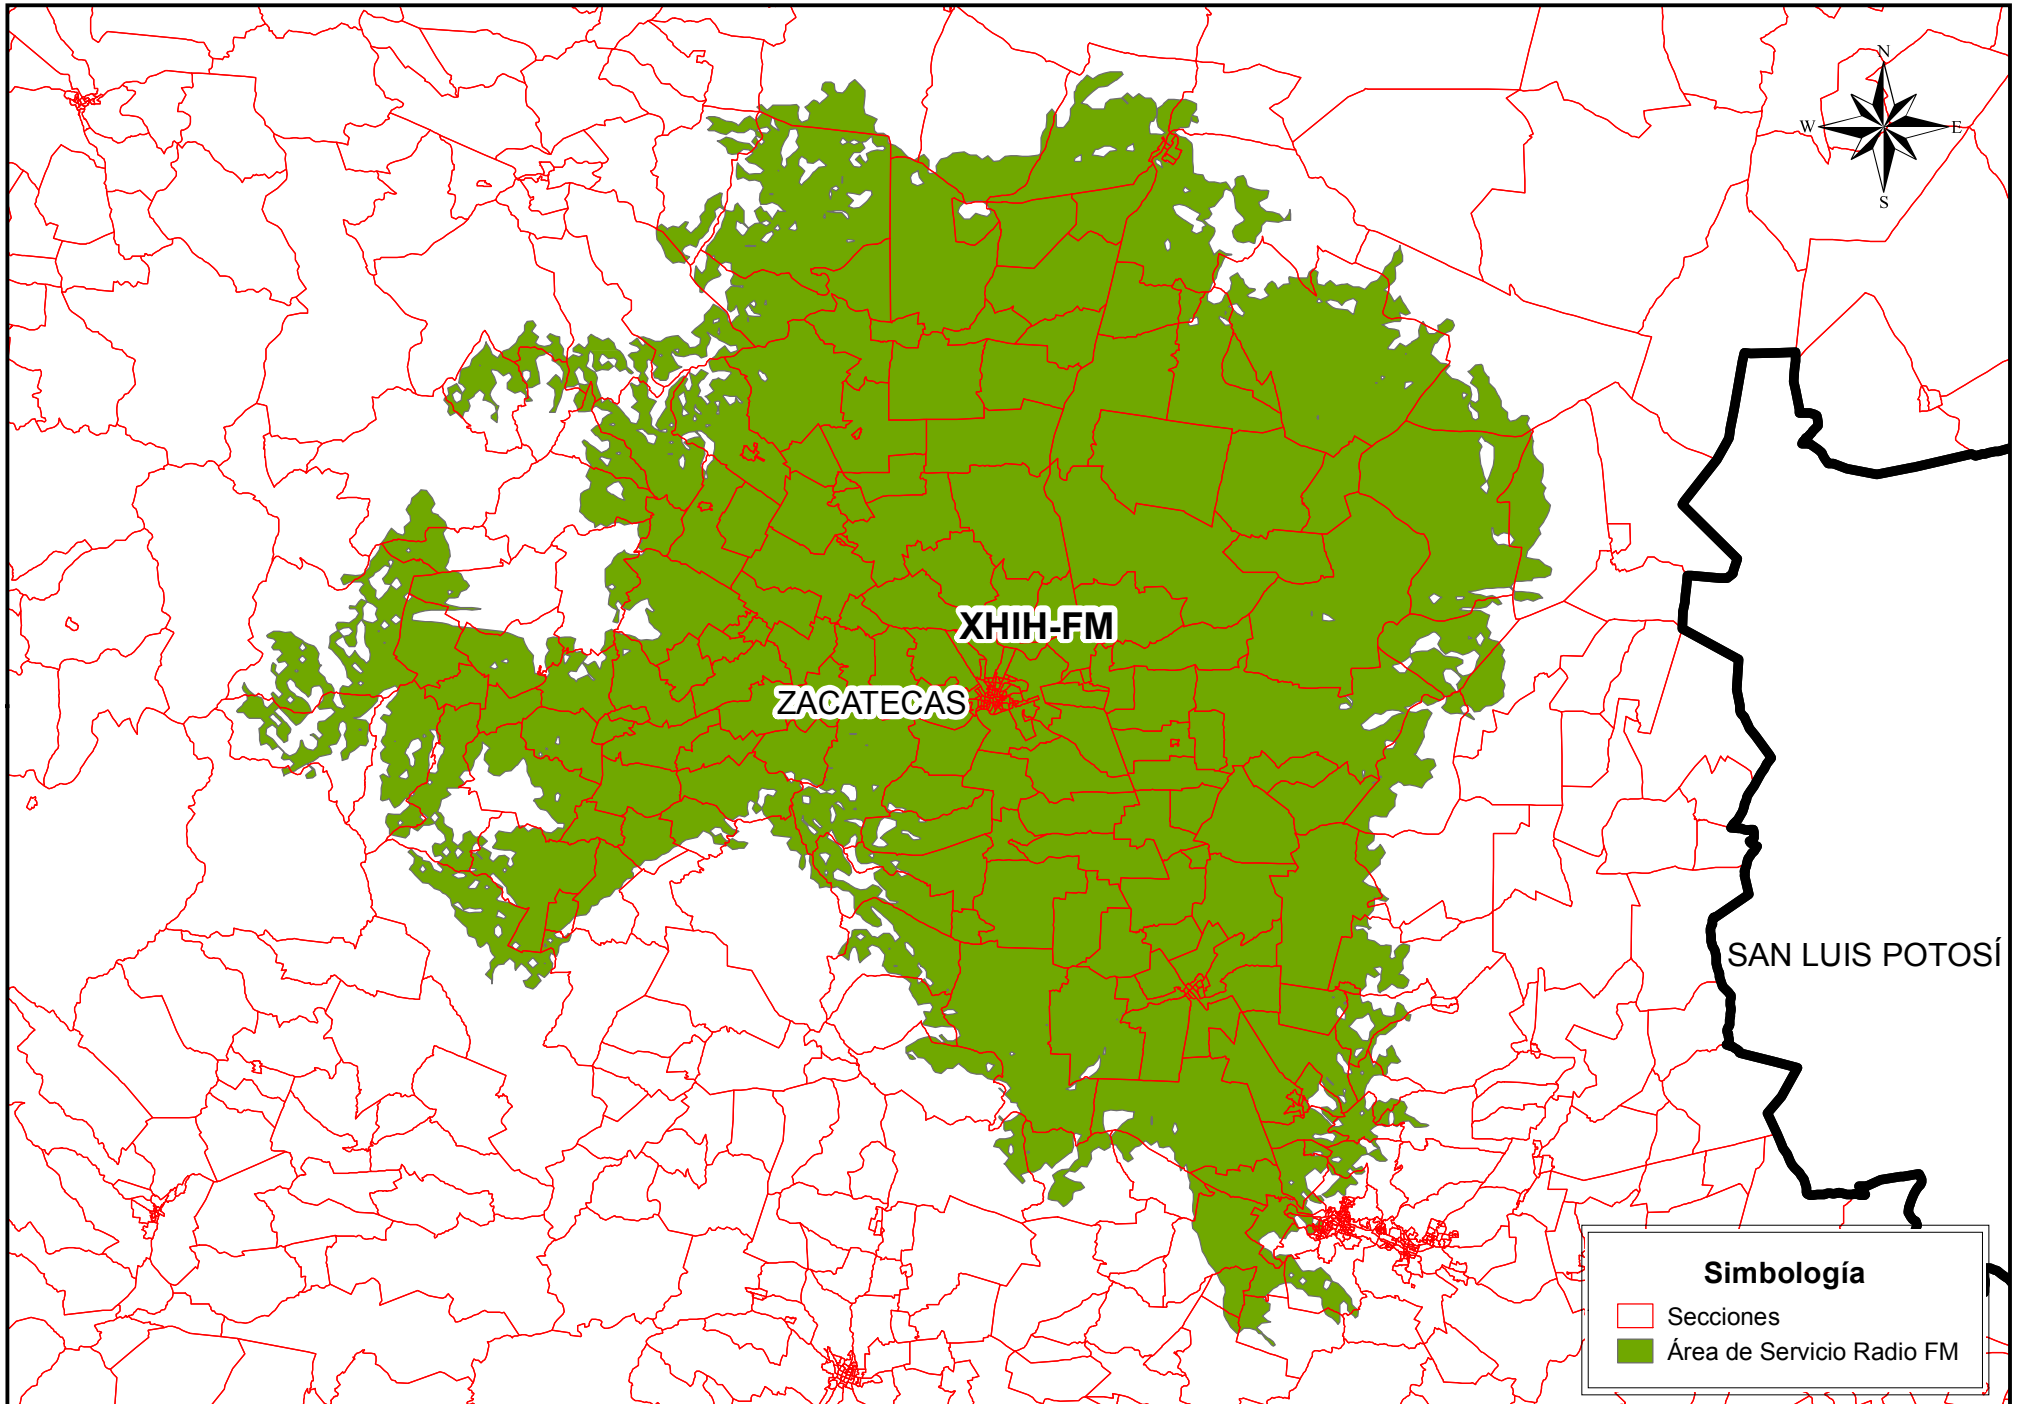 N
W
E
S
XHIH-FM
ZACATECAS
SAN LUIS POTOSÍ
Simbología
Secciones
Área de Servicio Radio FM